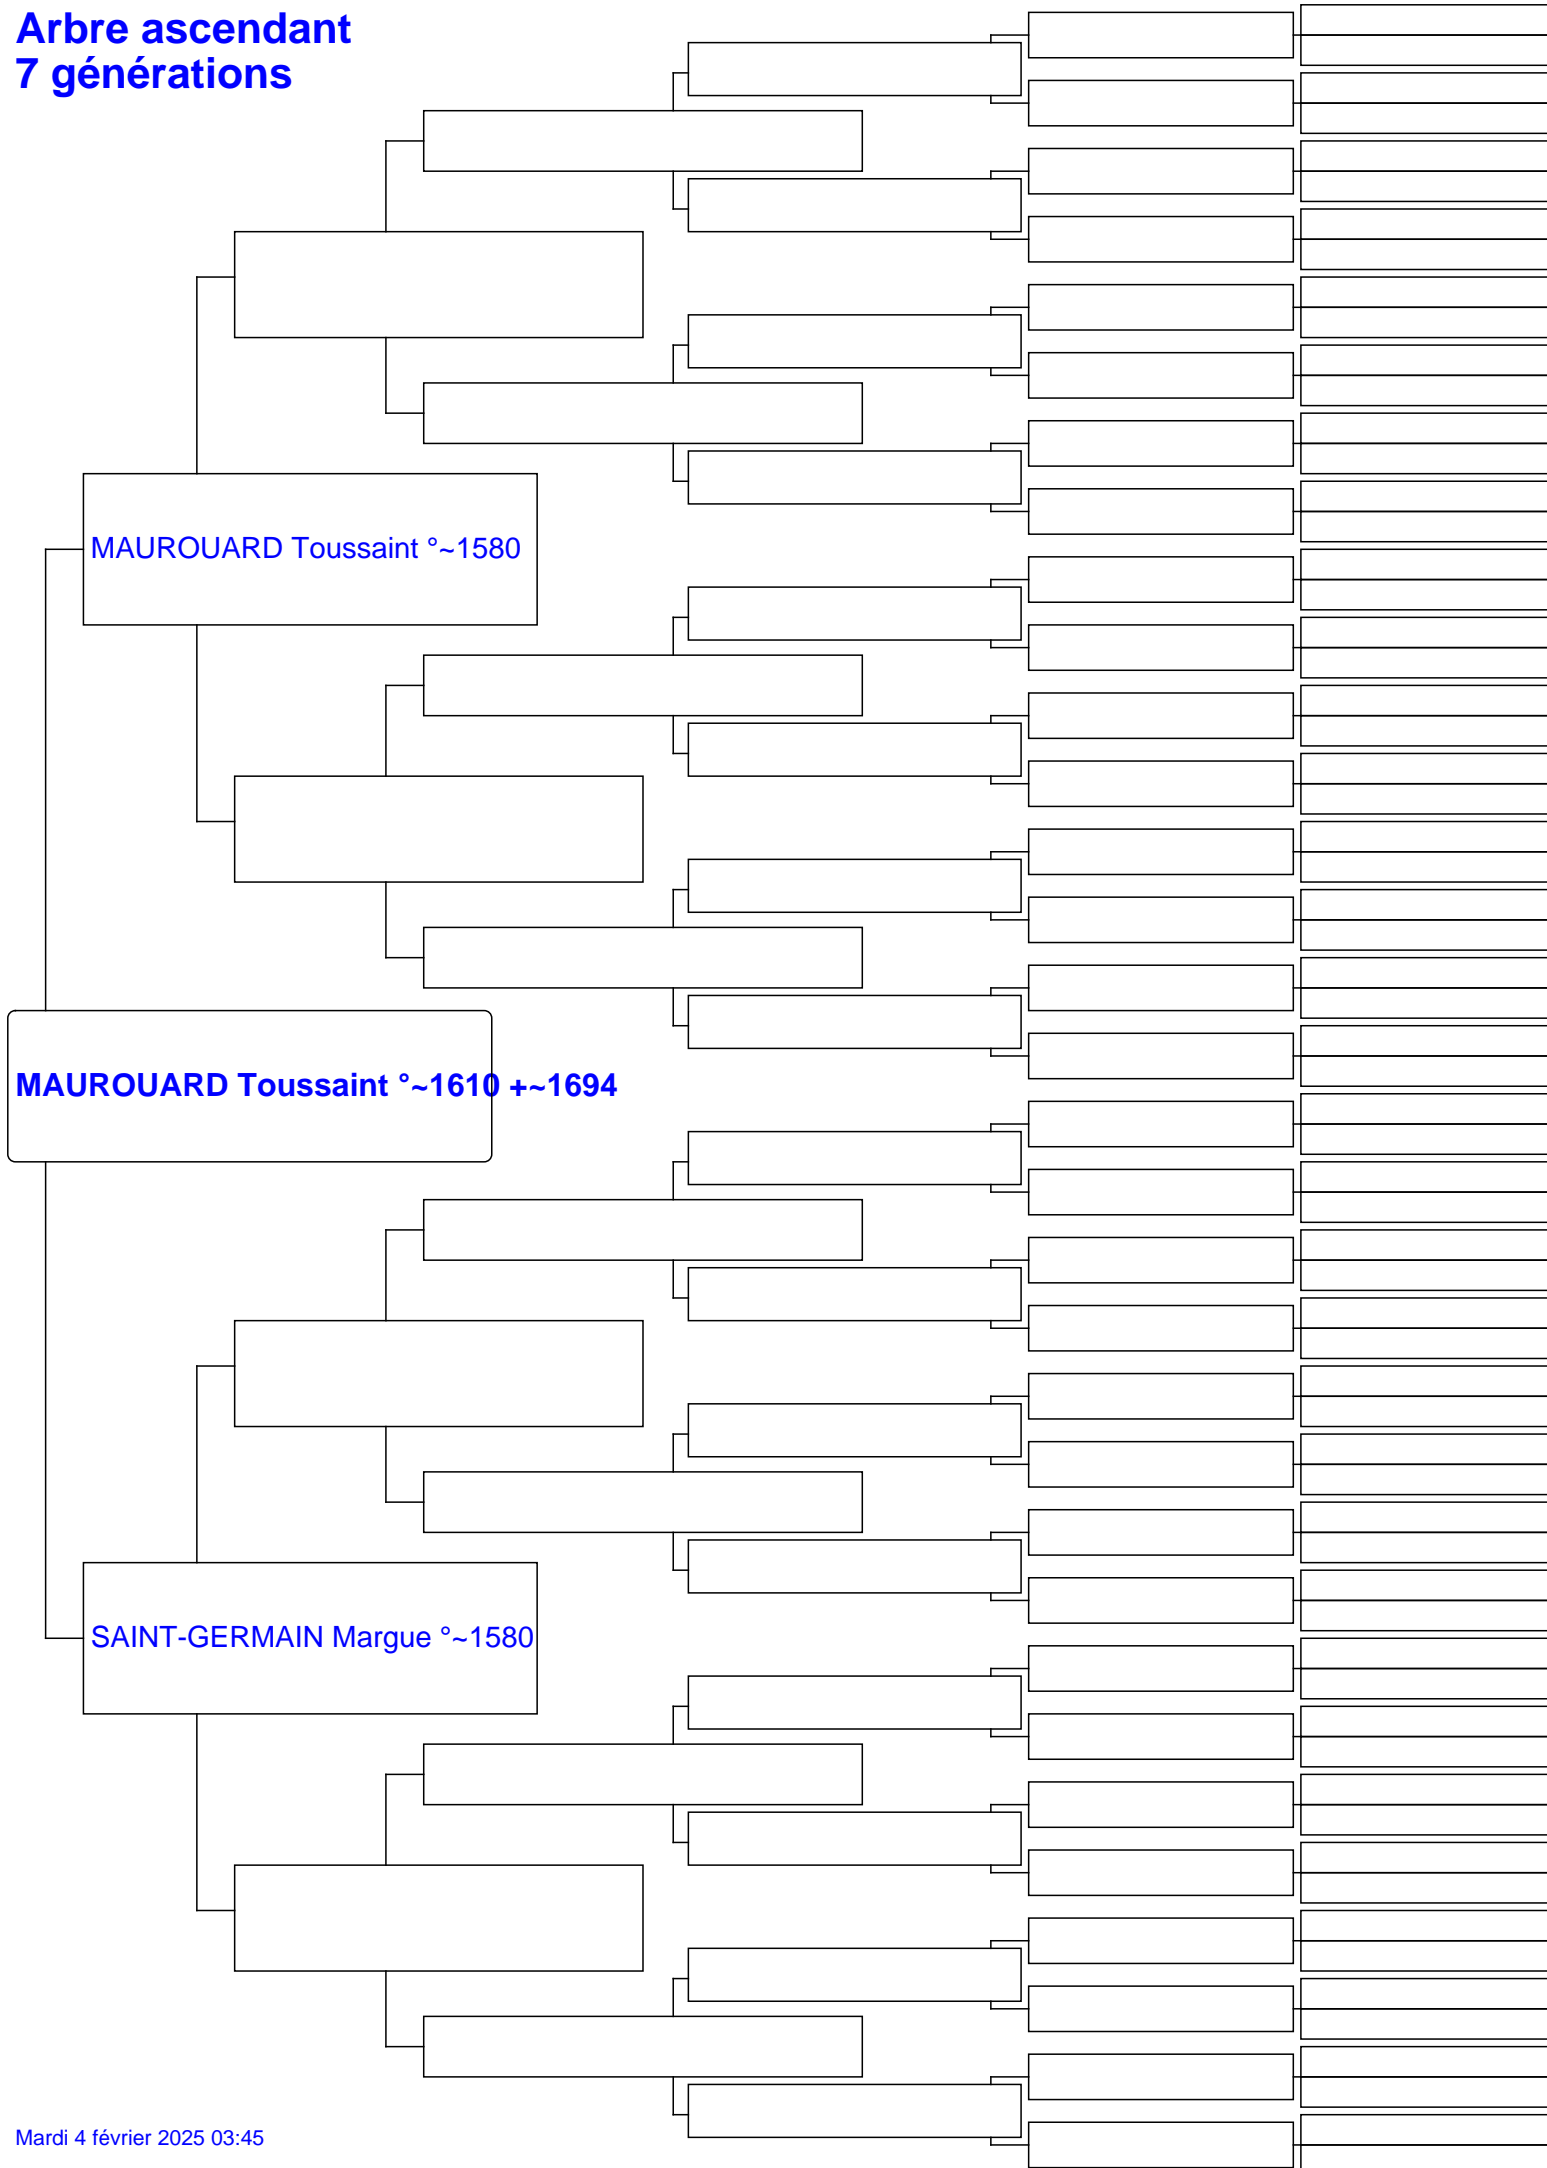 Arbre ascendant
7 générations
MAUROUARD Toussaint °~1580
MAUROUARD Toussaint °~1610 +~1694
SAINT-GERMAIN Margue °~1580
Mardi 4 février 2025 03:45